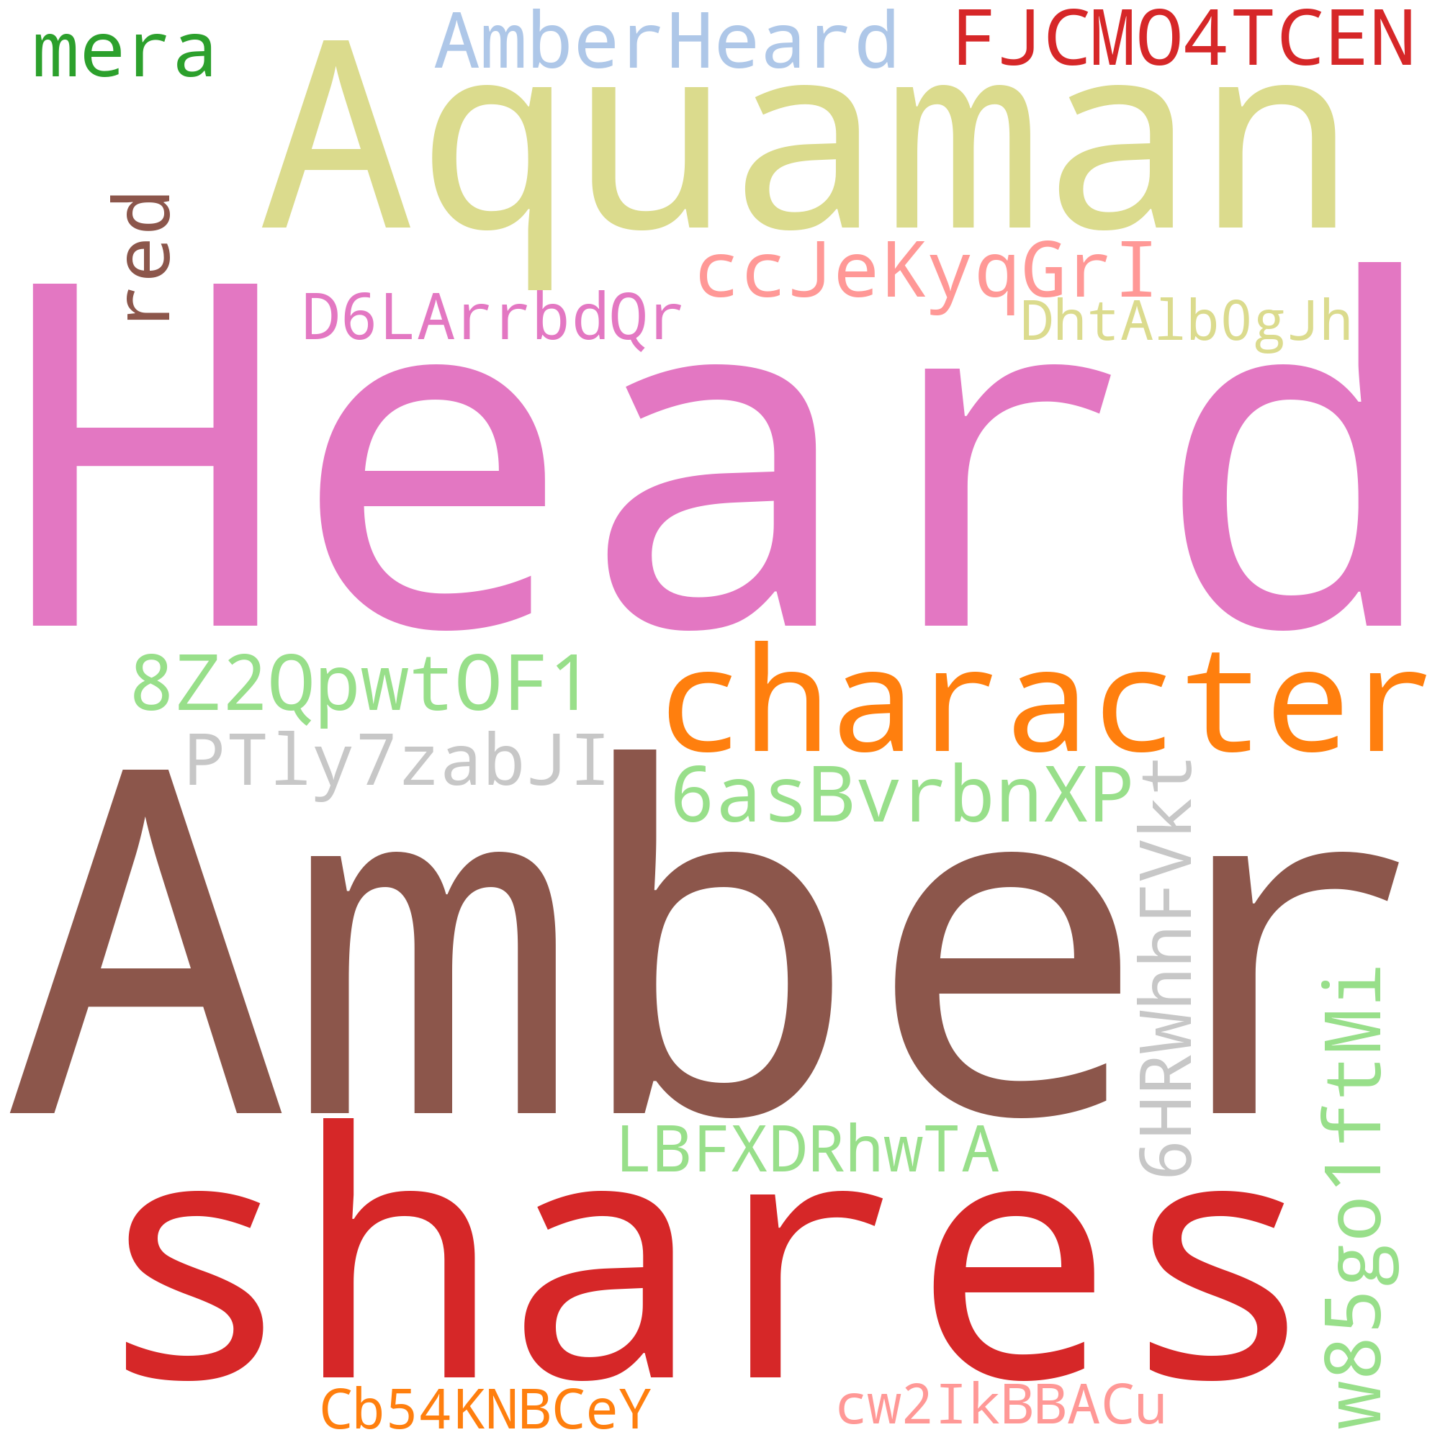 mera
AmberHeard
FJCMO4TCEN
Aquaman
red
ccJeKyqGrI
D6LArrbdQr
DhtAlb0gJh
Heard
8Z2QpwtOF1
character
PTly7zabJI
6asBvrbnXP
6HRWhhFVkt
Amber
w85go1ftMi
LBFXDRhwTA
shares
Cb54KNBCeY
cw2IkBBACu